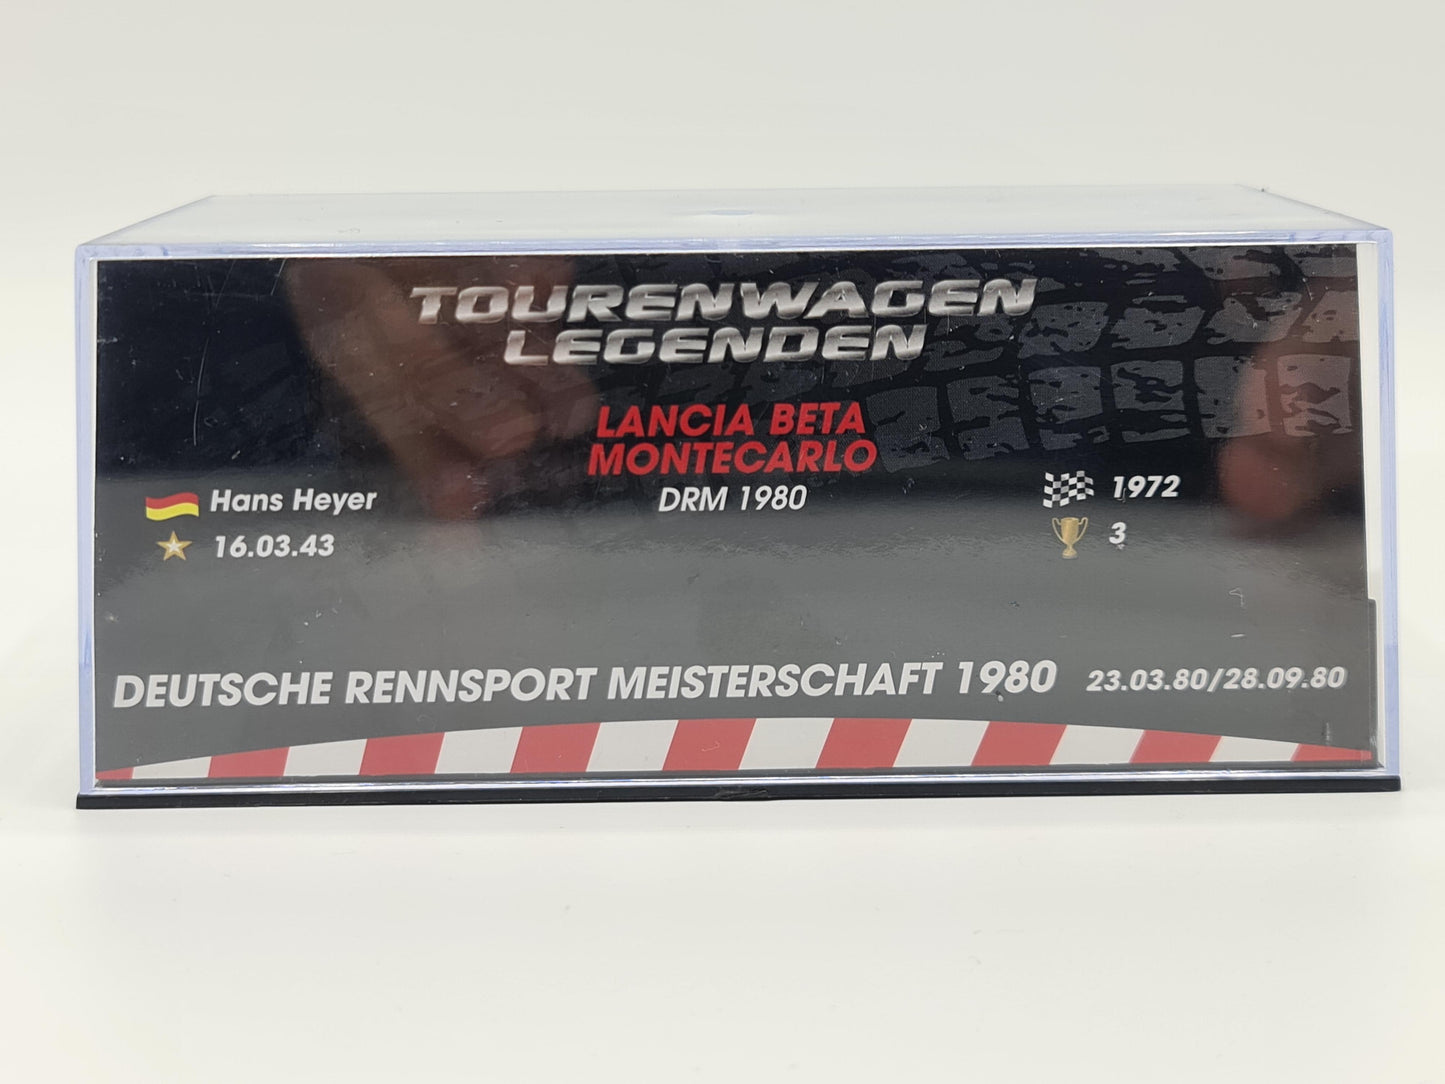 TOURENWAGEN
LEGENDEN
LANCIA BETA
MONTECARLO
DRM 1980
Hans Heyer
16.03.43
1972
3
DEUTSCHE RENNSPORT MEISTERSCHAFT 1980 23.03.80/28.09.80